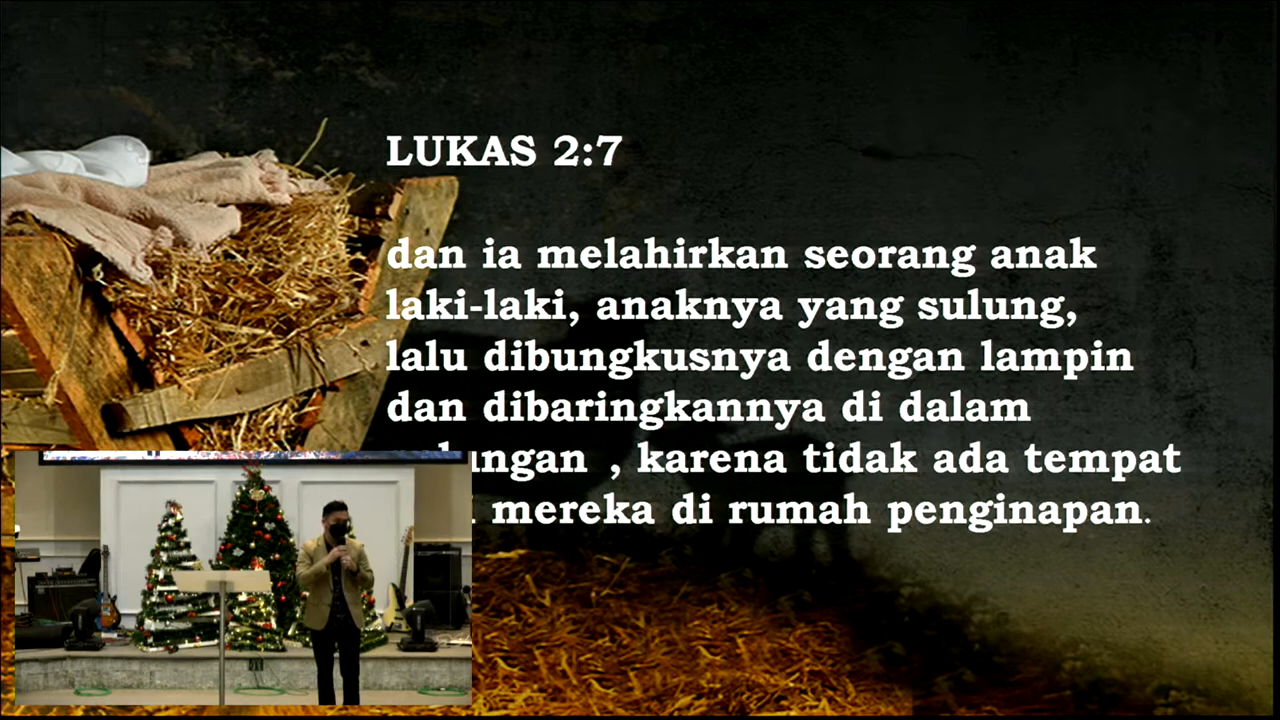 LUKAS 2:7
dan ia melahirkan seorang anak
laki-laki, anaknya yang sulung,
lalu dibungkusnya dengan lampin
dan dibaringkannya di dalam
ungan , karena tidak ada tempat
mereka di rumah penginapan.